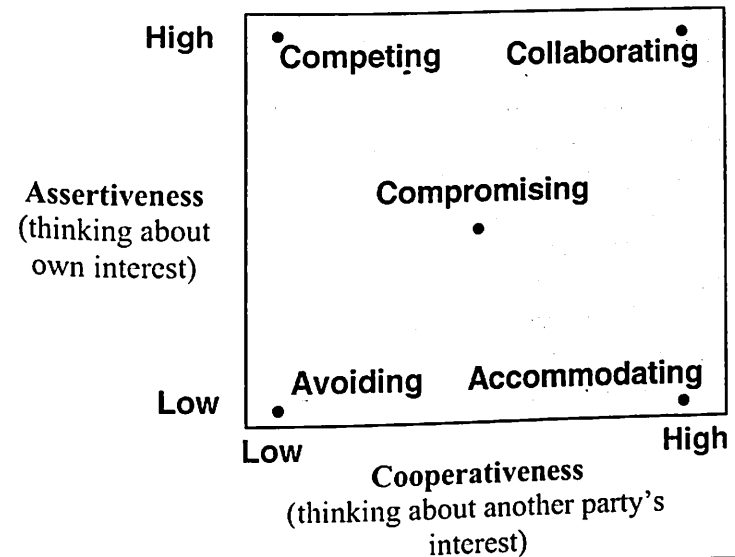 High
Competing
Collaborating
Assertiveness
(thinking about
own interest)
Compromising
Avoiding
Accommodating
Low
Low
High
Cooperativeness
(thinking about another party's
interest)